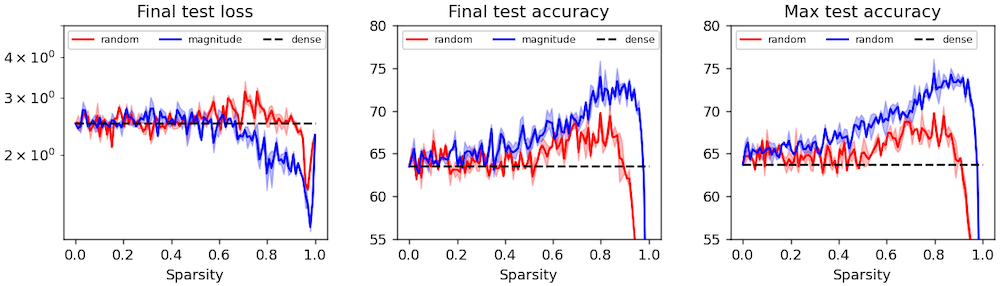 Final test loss
random magnitude dense
4 × 10⁰
3 × 10⁰
2 × 10⁰
0.0 0.2 0.4 0.6 0.8 1.0
Sparsity
Final test accuracy
random magnitude dense
80
75
70
65
60
55
0.0 0.2 0.4 0.6 0.8 1.0
Sparsity
Max test accuracy
random random dense
80
75
70
65
60
55
0.0 0.2 0.4 0.6 0.8 1.0
Sparsity